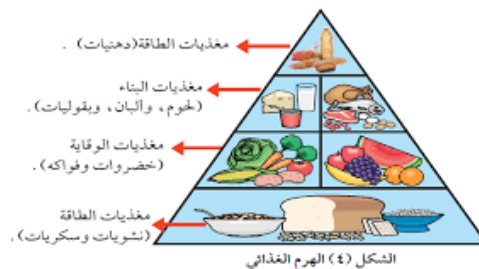 مغذيات الطاقة(دهنيات) .
مغذيات البناء
(لحوم، وألبان، وبقوليات).
مغذيات الوقاية
(خضروات وفواكه).
مغذيات الطاقة
(نشويات وسكريات).
الشكل (٤) الهرم الغذائي